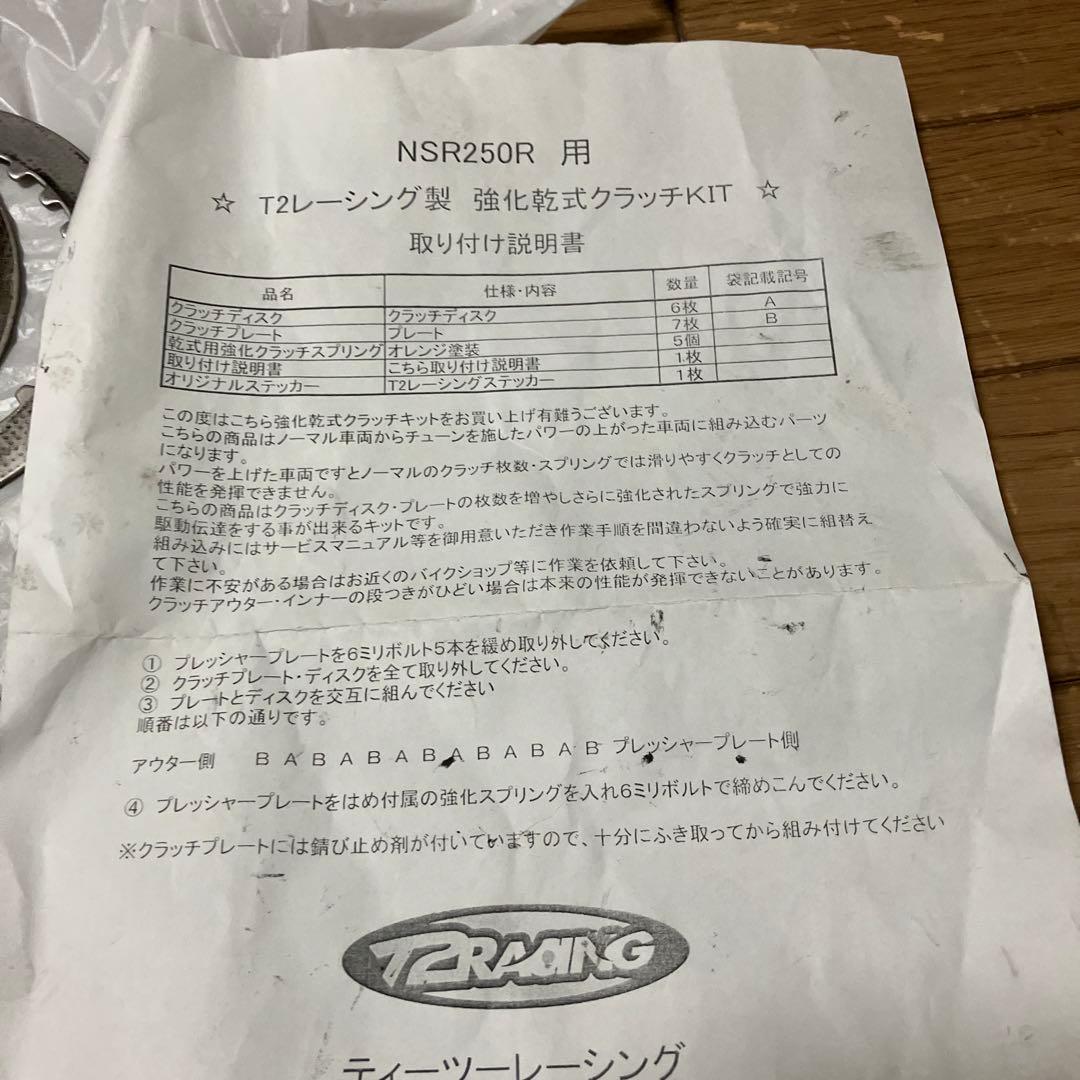 NSR250R 用
☆ T2レーシング製 強化乾式クラッチKIT ☆
取り付け説明書
品名 仕様・内容 数量 袋記載記号
クラッチディスク クラッチディスク 6枚 A
クラッチプレート プレート 7枚 B
乾式用強化クラッチスプリング オレンジ塗装 5個
取り付け説明書 こちら取り付け説明書 1枚
オリジナルステッカー T2レーシングステッカー 1枚
この度はこちら強化乾式クラッチキットをお買い上げ有難うございます。
こちらの商品はノーマル車両からチューンを施したパワーの上がった車両に組み込むパーツ
になります。
パワーを上げた車両ですとノーマルのクラッチ枚数・スプリングでは滑りやすくクラッチとしての
性能を発揮できません。
こちらの商品はクラッチディスク・プレートの枚数を増やしさらに強化されたスプリングで強力に
駆動伝達をする事が出来るキットです。
組み込みにはサービスマニュアル等を御用意いただき作業手順を間違わないよう確実に組替え
て下さい。
作業に不安がある場合はお近くのバイクショップ等に作業を依頼して下さい。
クラッチアウター・インナーの段つきがひどい場合は本来の性能が発揮できないことがあります。
① プレッシャープレートを6ミリボルト5本を緩め取り外してください。
② クラッチプレート・ディスクを全て取り外してください。
③ プレートとディスクを交互に組んでください
順番は以下の通りです。
アウター側 B A B A B A B A B A B A B プレッシャープレート側
④ プレッシャープレートをはめ付属の強化スプリングを入れ6ミリボルトで締めこんでください。
※クラッチプレートには錆び止め剤が付いていますので、十分にふき取ってから組み付けてください
T2RACING
ティーツーレーシング